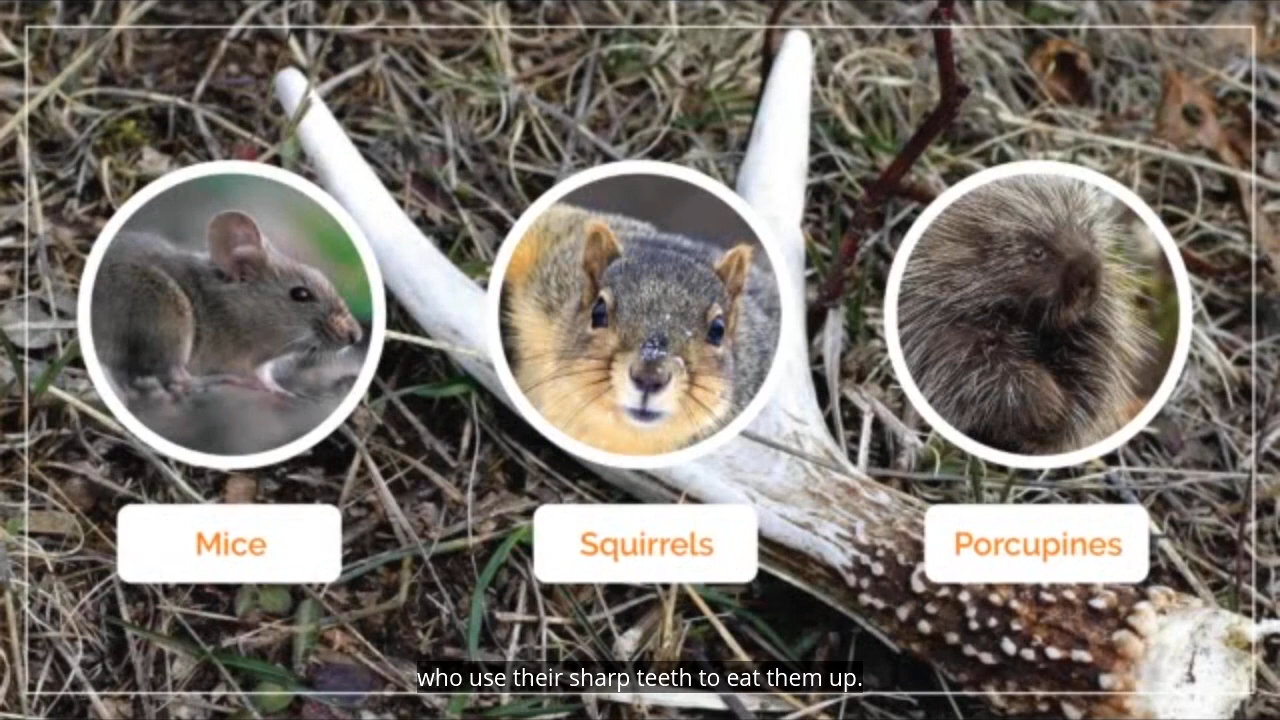 Mice
Squirrels
Porcupines
who use their sharp teeth to eat them up.